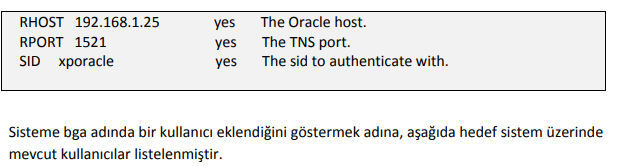 RHOST 192.168.1.25 yes The Oracle host.
RPORT 1521 yes The TNS port.
SID xporacle yes The sid to authenticate with.
Sisteme bga adında bir kullanıcı eklendiğini göstermek adına, aşağıda hedef sistem üzerinde
mevcut kullanıcılar listelenmiştir.